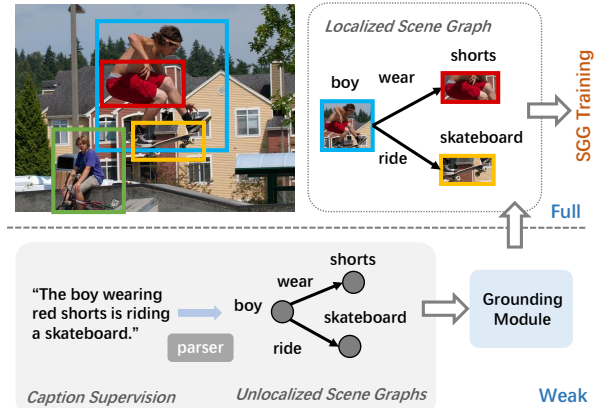 Localized Scene Graph
shorts
boy
wear
skateboard
ride
SGG Training
Full
shorts
"The boy wearing
red shorts is riding
a skateboard."
wear
boy
skateboard
parser
ride
Grounding
Module
Caption Supervision
Unlocalized Scene Graphs
Weak